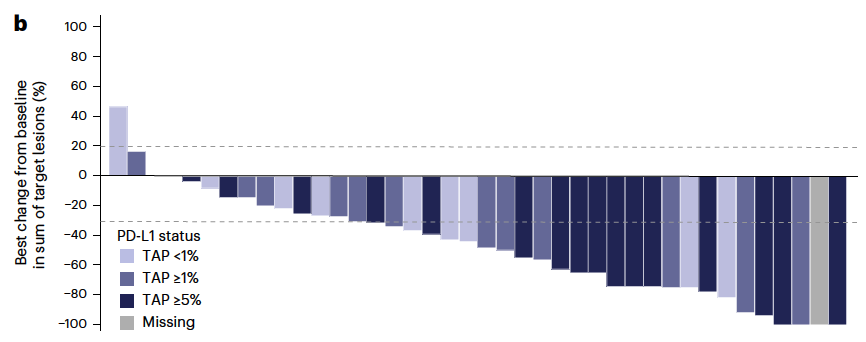 b
Best change from baseline
in sum of target lesions (%)
100
80
60
40
20
0
−20
−40
−60
−80
−100
PD-L1 status
TAP <1%
TAP ≥1%
TAP ≥5%
Missing